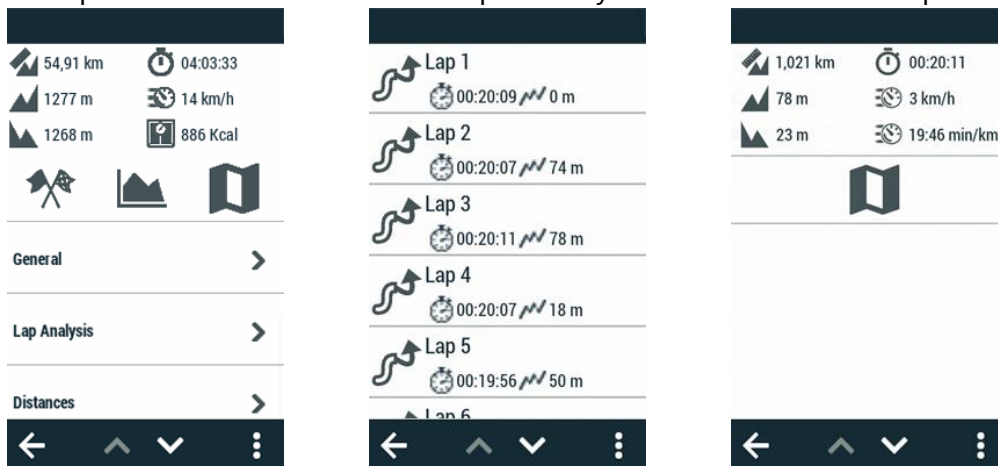 54,91 km 04:03:33
1277 m 14 km/h
1268 m 886 Kcal
General
Lap Analysis
Distances
Lap 1
00:20:09 0 m
Lap 2
00:20:07 74 m
Lap 3
00:20:11 78 m
Lap 4
00:20:07 18 m
Lap 5
00:19:56 50 m
Lap 6
1,021 km 00:20:11
78 m 3 km/h
23 m 19:46 min/km